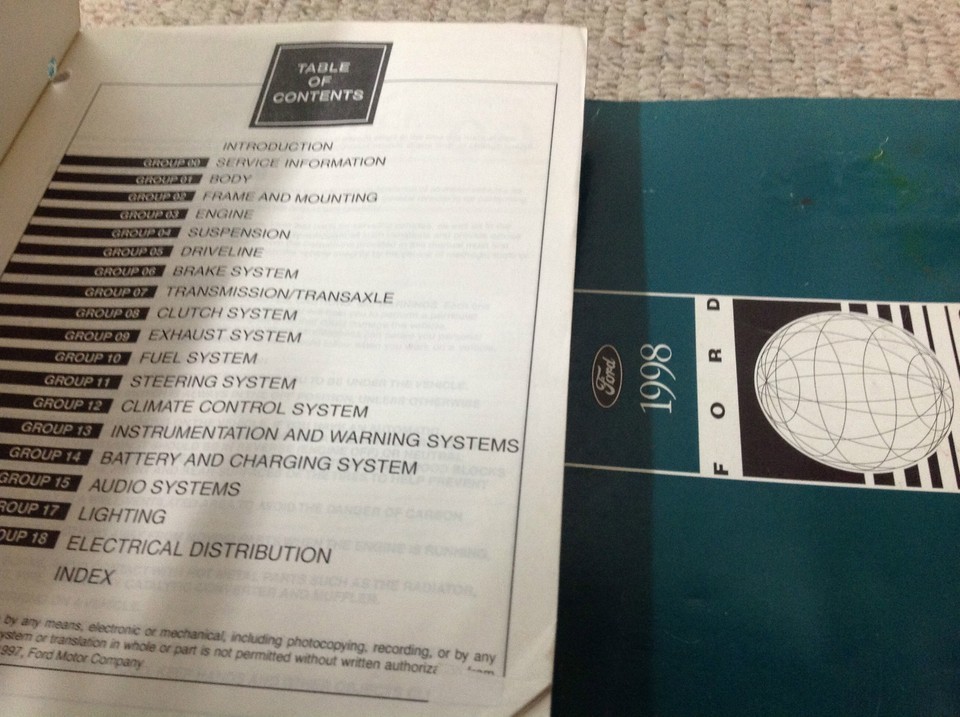 TABLE
OF
CONTENTS
INTRODUCTION
GROUP 00 SERVICE INFORMATION
GROUP 01 BODY
GROUP 02 FRAME AND MOUNTING
GROUP 03 ENGINE
GROUP 04 SUSPENSION
GROUP 05 DRIVELINE
GROUP 06 BRAKE SYSTEM
GROUP 07 TRANSMISSION/TRANSAXLE
GROUP 08 CLUTCH SYSTEM
GROUP 09 EXHAUST SYSTEM
GROUP 10 FUEL SYSTEM
GROUP 11 STEERING SYSTEM
GROUP 12 CLIMATE CONTROL SYSTEM
GROUP 13 INSTRUMENTATION AND WARNING SYSTEMS
GROUP 14 BATTERY AND CHARGING SYSTEM
GROUP 15 AUDIO SYSTEMS
ROUP 17 LIGHTING
OUP 18 ELECTRICAL DISTRIBUTION
INDEX
by any means, electronic or mechanical, including photocopying, recording, or by any
ystem or translation in whole or part is not permitted without written authoriza from
997, Ford Motor Company
Ford
1998
FORD